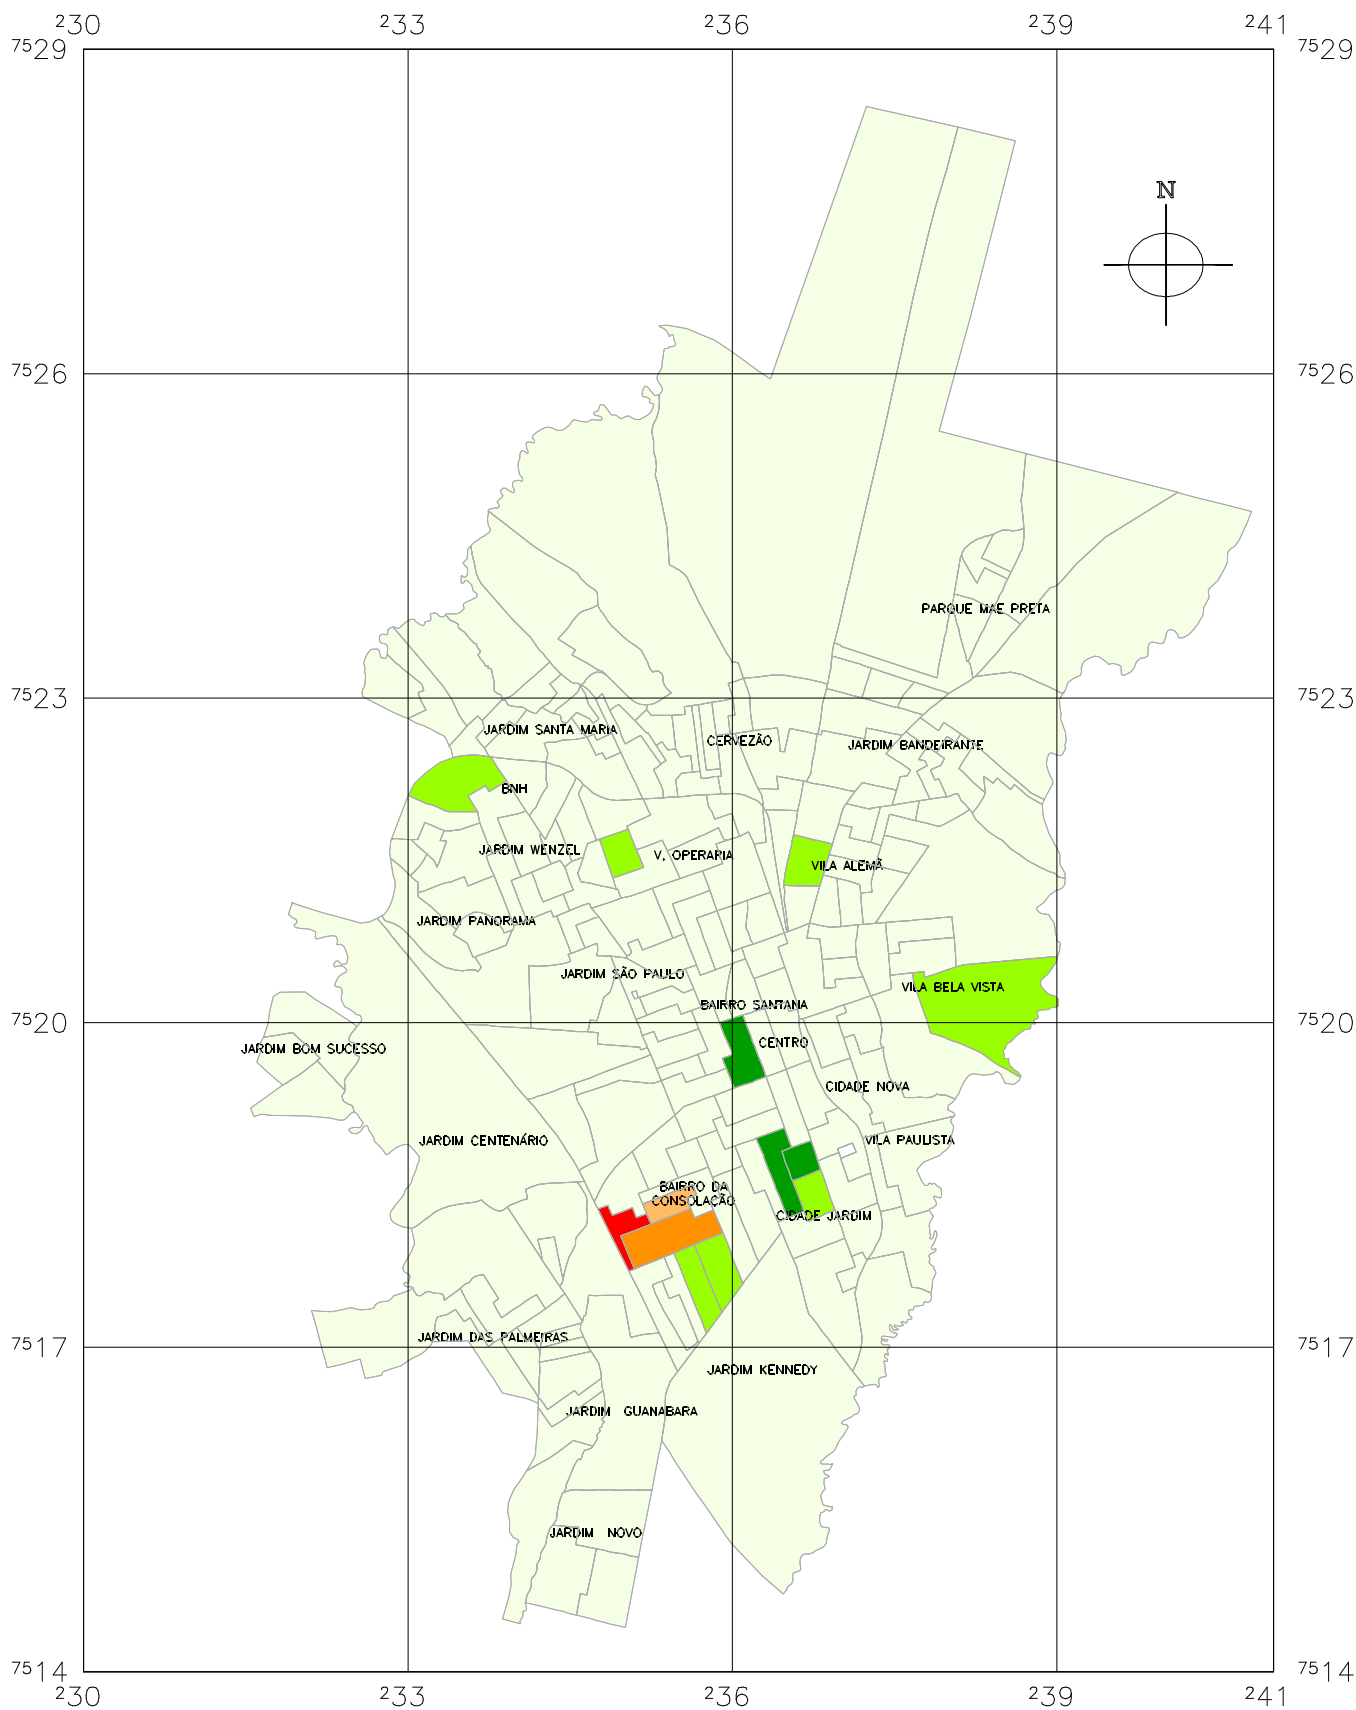 ²30 ²33 ²36 ²39 ²41
⁷⁵29 ⁷⁵29
N
⁷⁵26 ⁷⁵26
PARQUE MAE PRETA
⁷⁵23 ⁷⁵23
JARDIM SANTA MARIA
CERVEZÃO
JARDIM BANDEIRANTE
BNH
JARDIM WENZEL
V. OPERARIA
VILA ALEMÃ
JARDIM PANORAMA
JARDIM SÃO PAULO
VILA BELA VISTA
BAIRRO SANTANA
⁷⁵20 ⁷⁵20
CENTRO
JARDIM BOM SUCESSO
CIDADE NOVA
JARDIM CENTENÁRIO
VILA PAULISTA
BAIRRO DA
CONSOLAÇÃO
CIDADE JARDIM
JARDIM DAS PALMEIRAS
⁷⁵17 ⁷⁵17
JARDIM KENNEDY
JARDIM GUANABARA
JARDIM NOVO
⁷⁵14 ⁷⁵14
²30 ²33 ²36 ²39 ²41